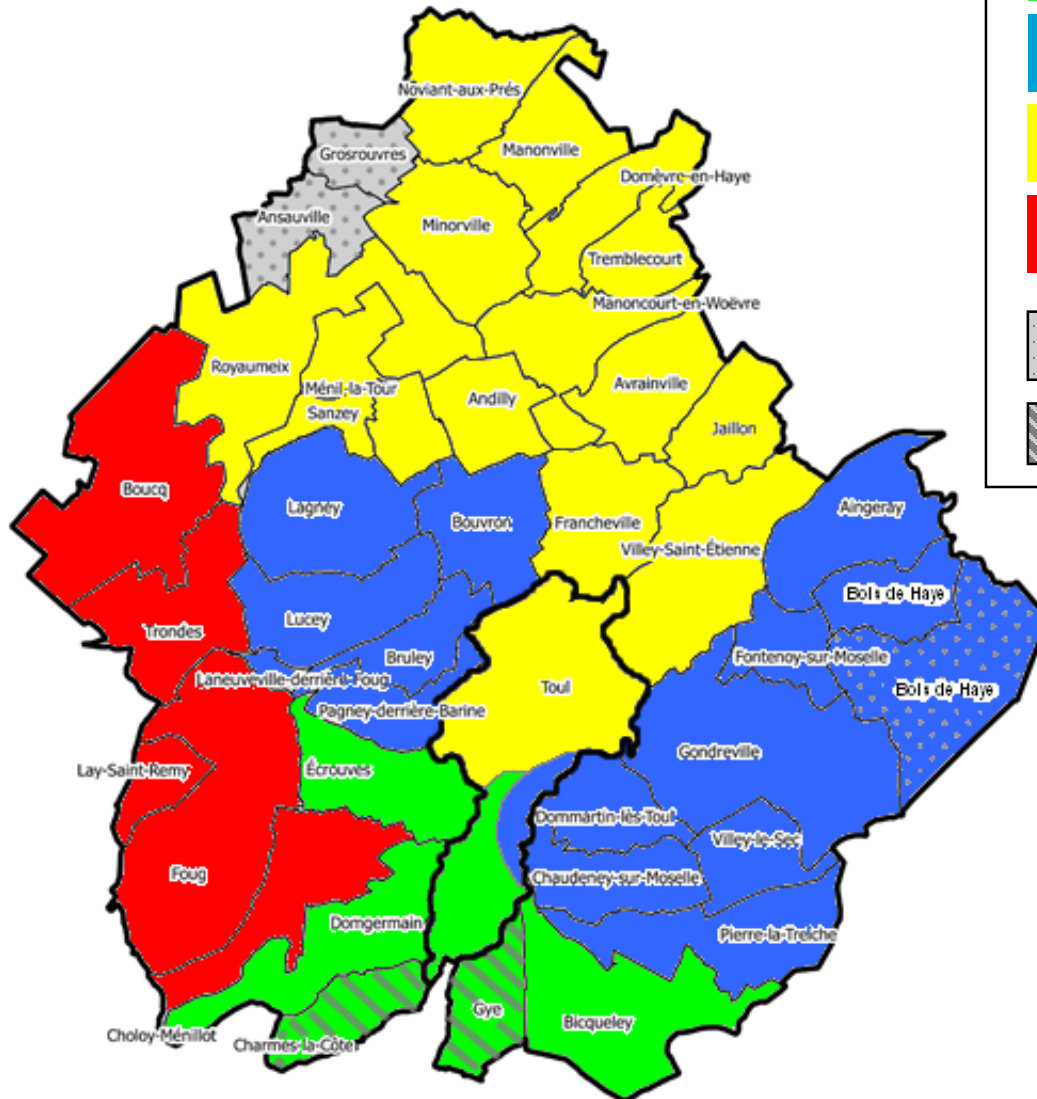 Noviant-aux-Prés
Grosrouvres
Manonville
Domèvre-en-Haye
Ansauville
Minorville
Tremblecourt
Manoncourt-en-Woëvre
Royaumeix
Ménil-la-Tour
Sanzey
Andilly
Avrainville
Jaillon
Boucq
Lagney
Bouvron
Francheville
Villey-Saint-Étienne
Aingeray
Bois de Haye
Trondes
Lucey
Bruley
Fontenoy-sur-Moselle
Laneuveville-derrière-Foug
Toul
Bois de Haye
Pagney-derrière-Barine
Gondreville
Lay-Saint-Remy
Écrouves
Dommartin-lès-Toul
Villey-le-Sec
Foug
Chaudeney-sur-Moselle
Domgermain
Pierre-la-Treiche
Choloy-Ménillot
Charmes-la-Côte
Gye
Bicqueley